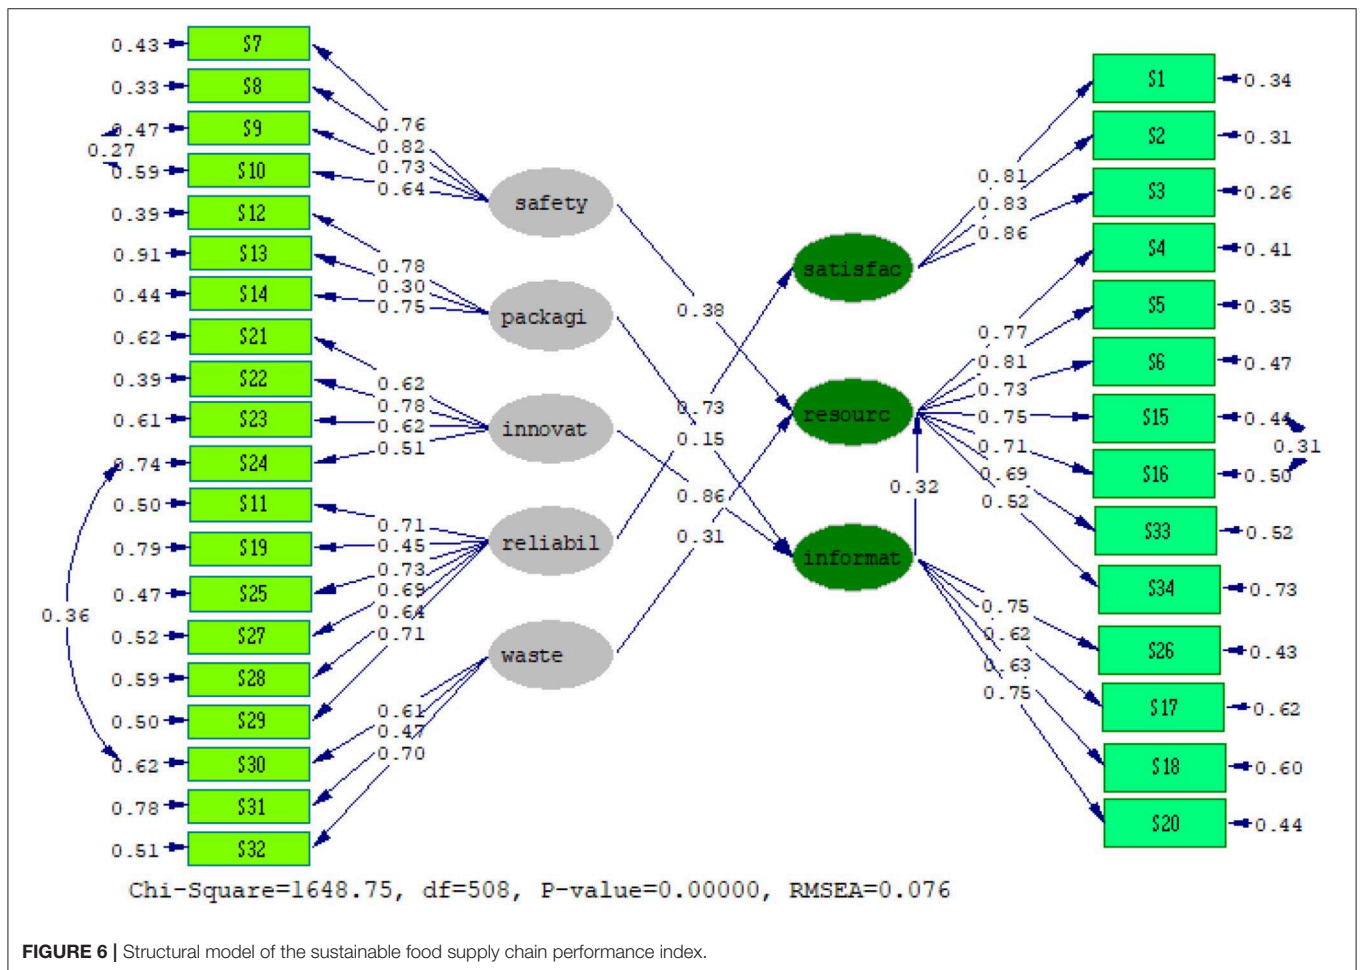 0.43 S7
0.33 S8
0.47 S9
0.27
0.59 S10
0.39 S12
0.91 S13
0.44 S14
0.62 S21
0.39 S22
0.61 S23
0.74 S24
0.50 S11
0.79 S19
0.47 S25
0.36
0.52 S27
0.59 S28
0.50 S29
0.62 S30
0.78 S31
0.51 S32
0.76
0.82
0.73
0.64
0.78
0.30
0.75
0.62
0.78
0.62
0.51
0.71
0.45
0.73
0.69
0.64
0.71
0.61
0.47
0.70
safety
packagi
innovat
reliabil
waste
0.38
0.73
0.15
0.86
0.31
satisfac
resourc
informat
0.32
0.81
0.83
0.86
0.77
0.81
0.73
0.75
0.71
0.69
0.52
0.75
0.62
0.63
0.75
S1 0.34
S2 0.31
S3 0.26
S4 0.41
S5 0.35
S6 0.47
S15 0.44
0.31
S16 0.50
S33 0.52
S34 0.73
S26 0.43
S17 0.62
S18 0.60
S20 0.44
Chi-Square=1648.75, df=508, P-value=0.00000, RMSEA=0.076
FIGURE 6 | Structural model of the sustainable food supply chain performance index.